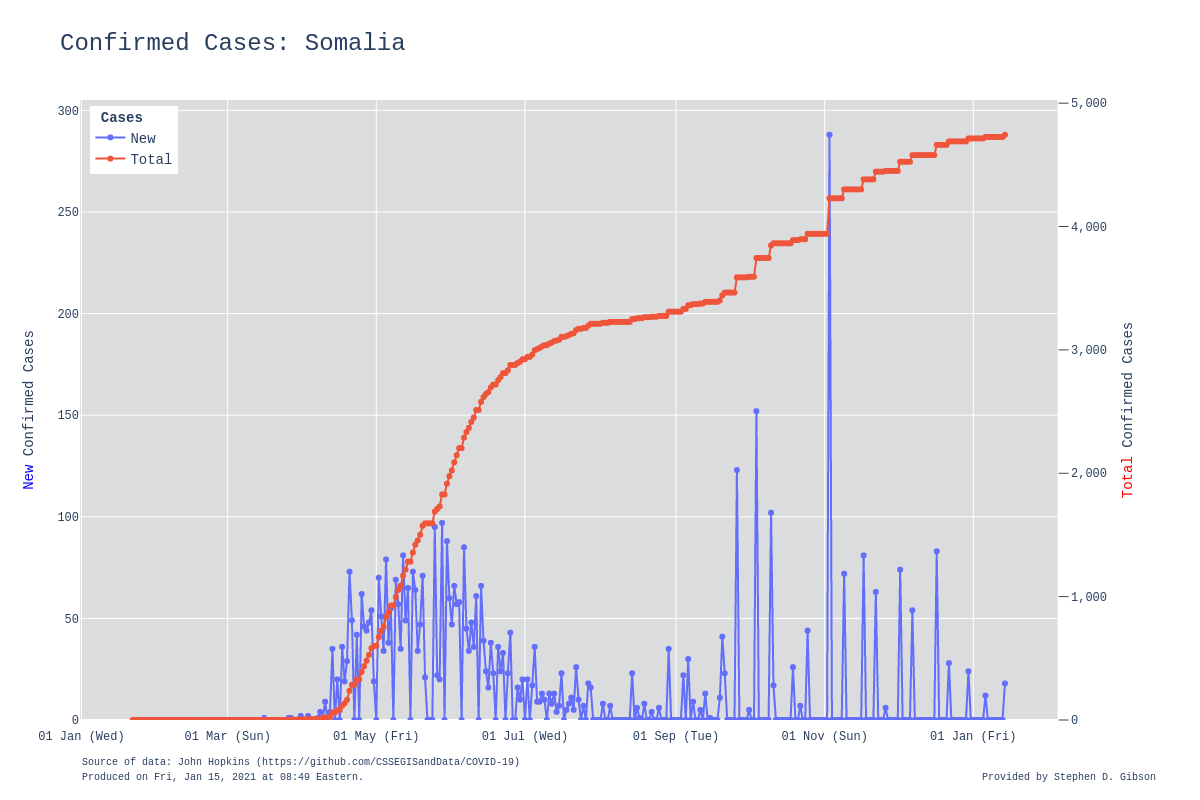 Confirmed Cases: Somalia
Cases
New
Total
300
250
200
150
100
50
0
5,000
4,000
3,000
2,000
1,000
0
New Confirmed Cases
Total Confirmed Cases
01 Jan (Wed)
01 Mar (Sun)
01 May (Fri)
01 Jul (Wed)
01 Sep (Tue)
01 Nov (Sun)
01 Jan (Fri)
Source of data: John Hopkins (https://github.com/CSSEGISandData/COVID-19)
Produced on Fri, Jan 15, 2021 at 08:49 Eastern.
Provided by Stephen D. Gibson